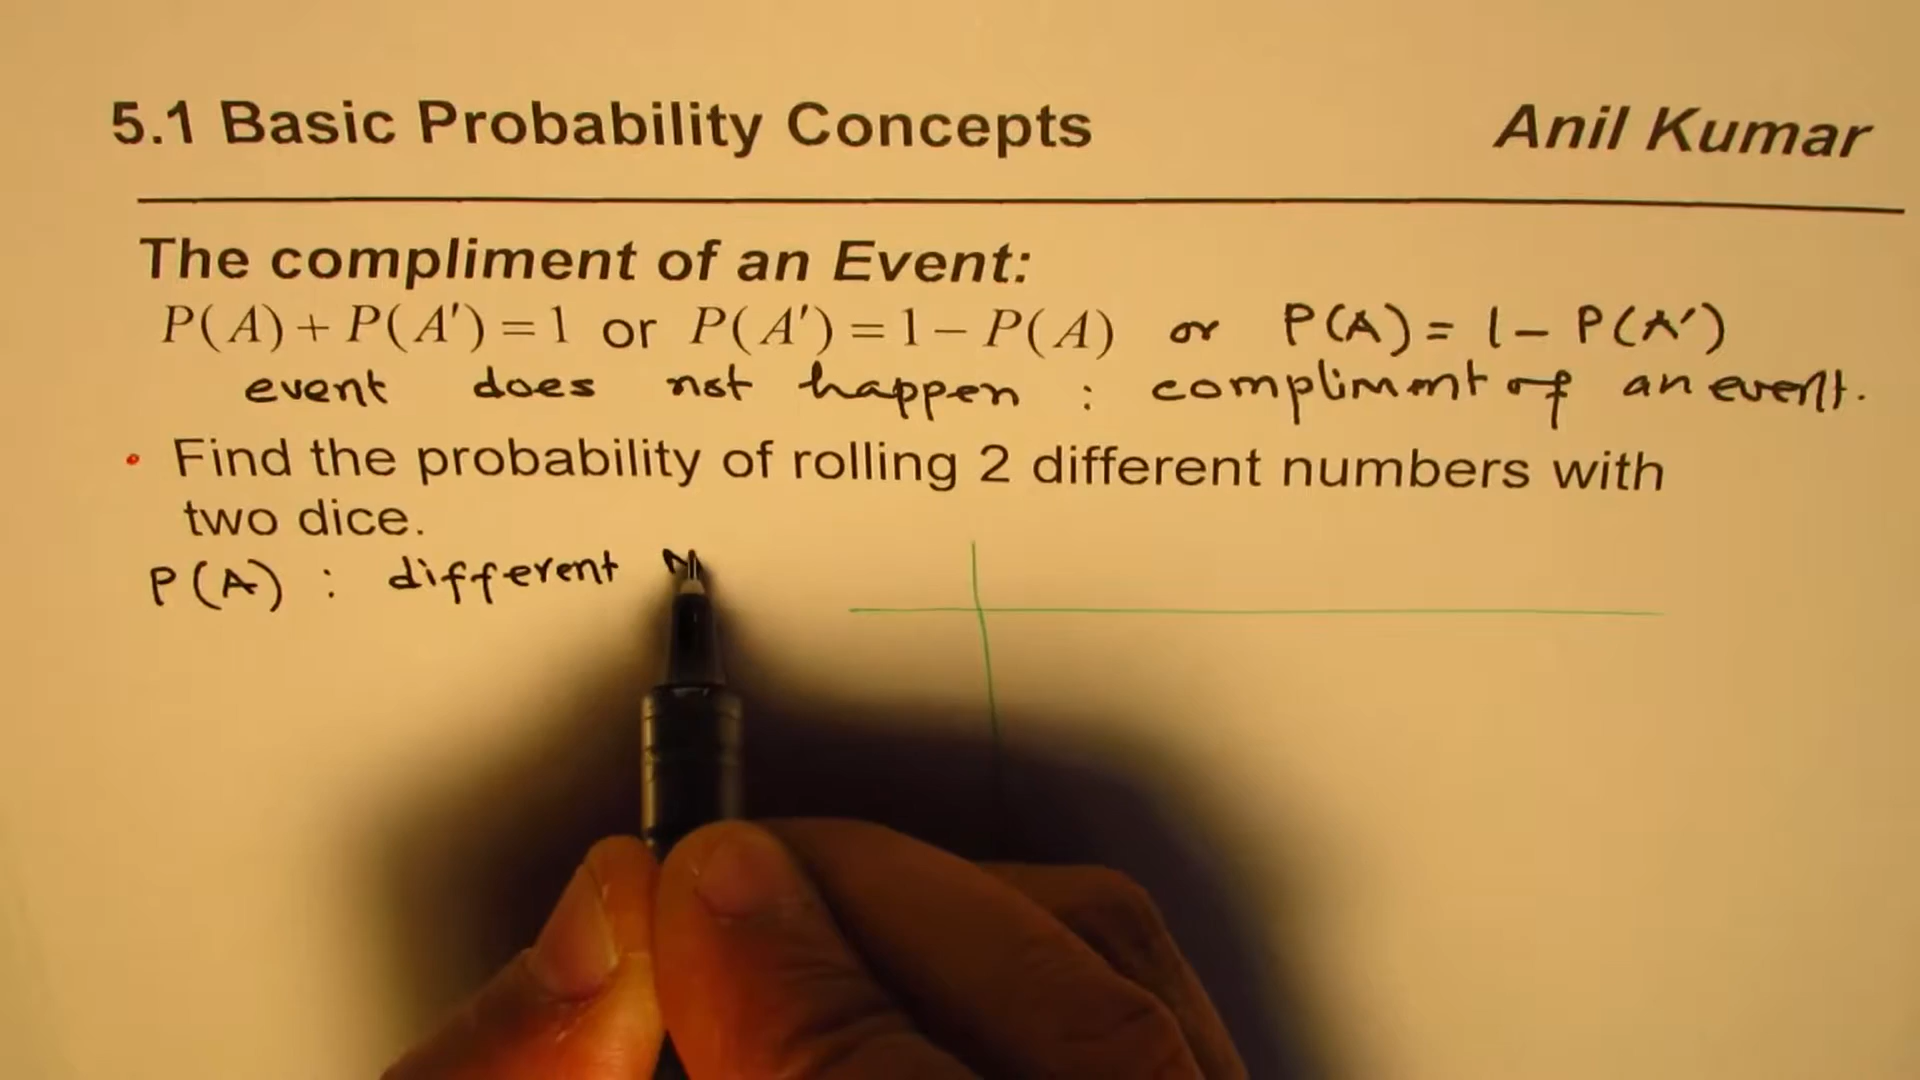 5.1 Basic Probability Concepts Anil Kumar
The compliment of an Event:
P(A) + P(A') = 1 or P(A') = 1 − P(A) or P(A) = 1 − P(A')
event does not happen : compliment of an event.
• Find the probability of rolling 2 different numbers with
two dice.
P(A) : different